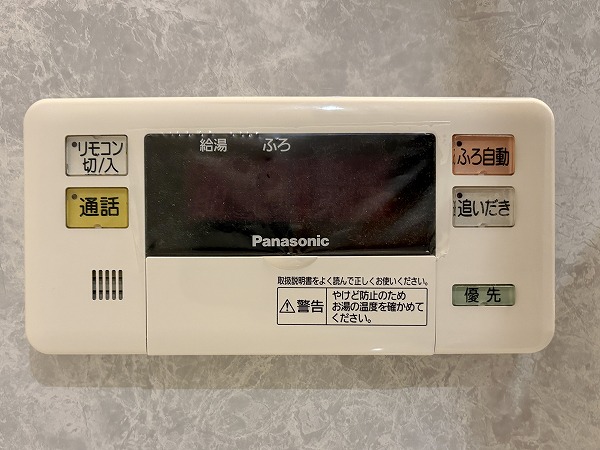 リモコン
切/入
通話
給湯 ふろ
Panasonic
ふろ自動
追いだき
優先
取扱説明書をよく読んで正しくお使いください。
警告
やけど防止のため
お湯の温度を確かめて
ください。